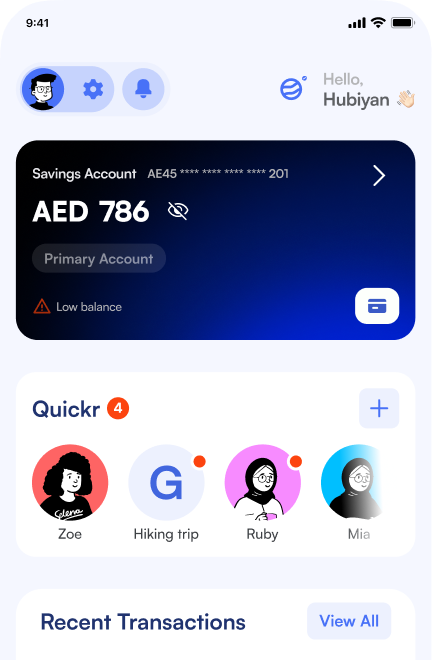 9:41
Hello,
Hubiyan 👋🏻
Savings Account AE45 **** **** **** **** 201
AED 786
Primary Account
Low balance
Quickr 4
G
Selena
Zoe Hiking trip Ruby Mia
Recent Transactions View All